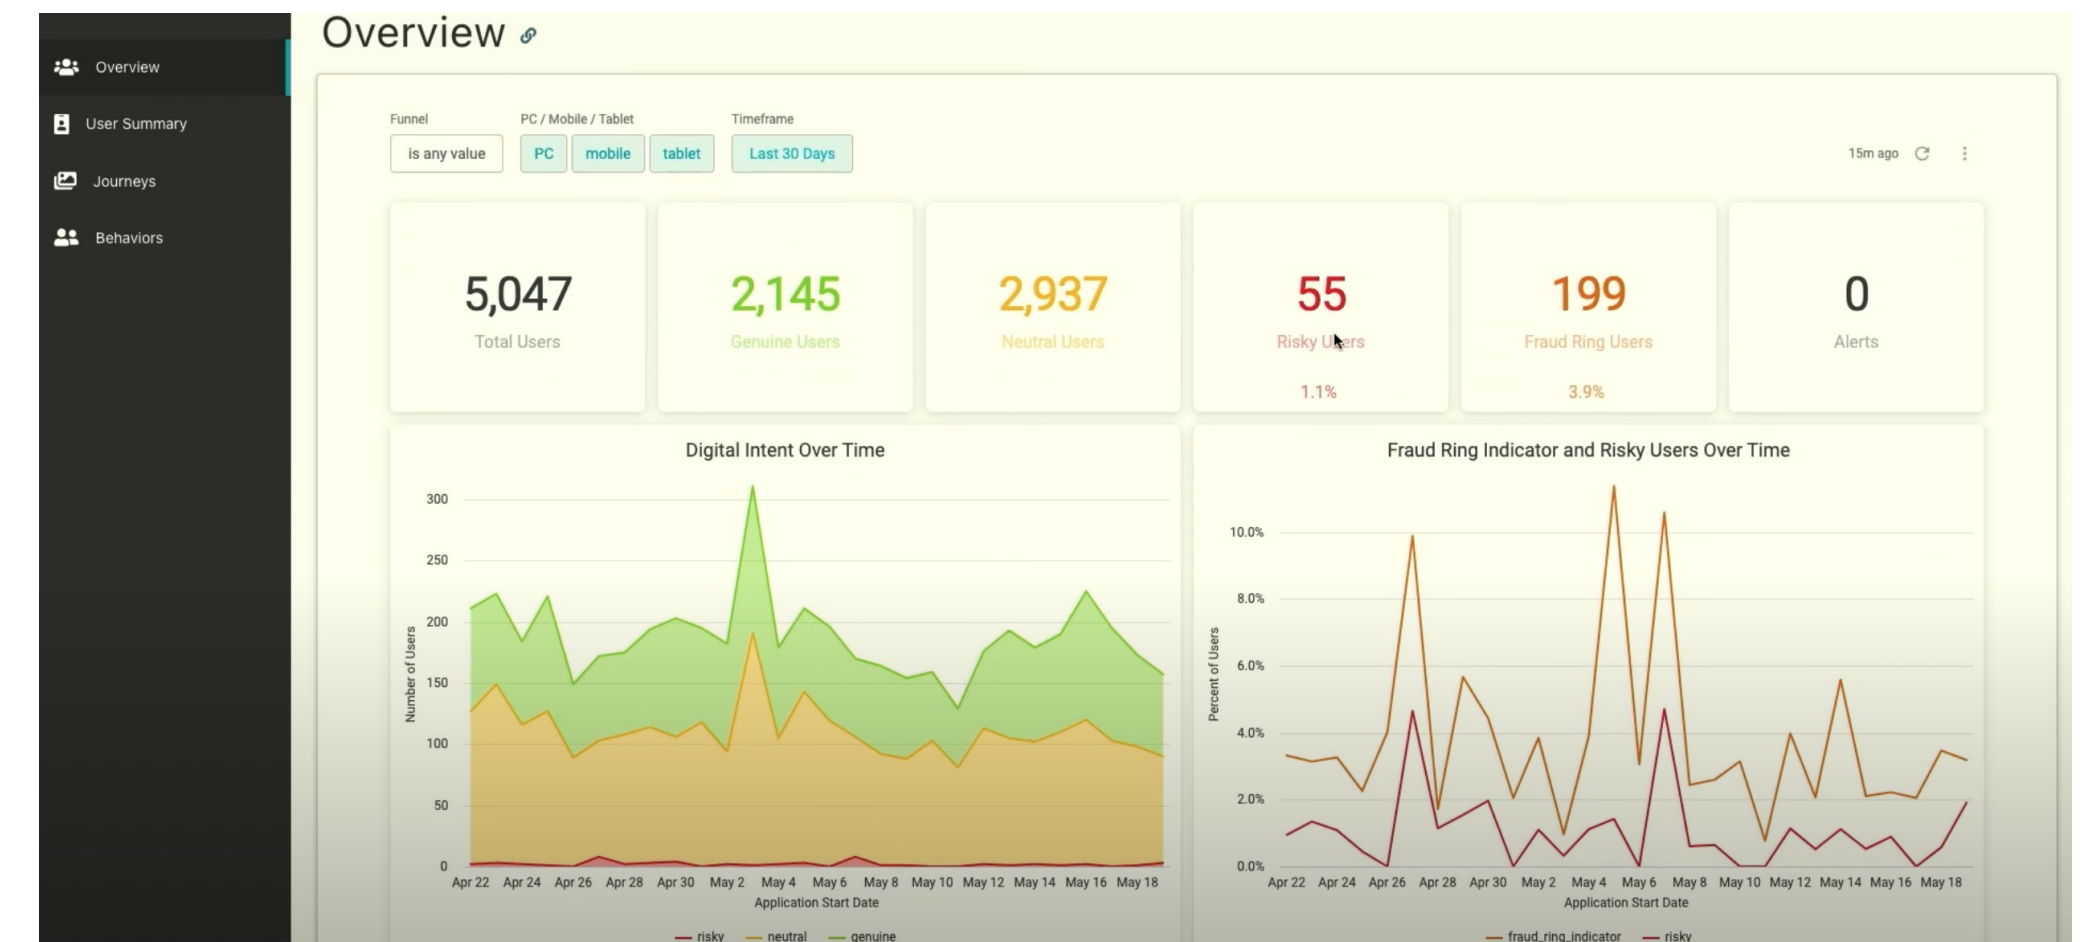 Overview
Overview
User Summary
Journeys
Behaviors
Funnel
PC / Mobile / Tablet
Timeframe
is any value
PC
mobile
tablet
Last 30 Days
15m ago
5,047
Total Users
2,145
Genuine Users
2,937
Neutral Users
55
Risky Users
1.1%
199
Fraud Ring Users
3.9%
0
Alerts
Digital Intent Over Time
Number of Users
300
250
200
150
100
50
0
Apr 22 Apr 24 Apr 26 Apr 28 Apr 30 May 2 May 4 May 6 May 8 May 10 May 12 May 14 May 16 May 18
Application Start Date
risky neutral genuine
Fraud Ring Indicator and Risky Users Over Time
Percent of Users
10.0%
8.0%
6.0%
4.0%
2.0%
0.0%
Apr 22 Apr 24 Apr 26 Apr 28 Apr 30 May 2 May 4 May 6 May 8 May 10 May 12 May 14 May 16 May 18
Application Start Date
fraud_ring_indicator risky